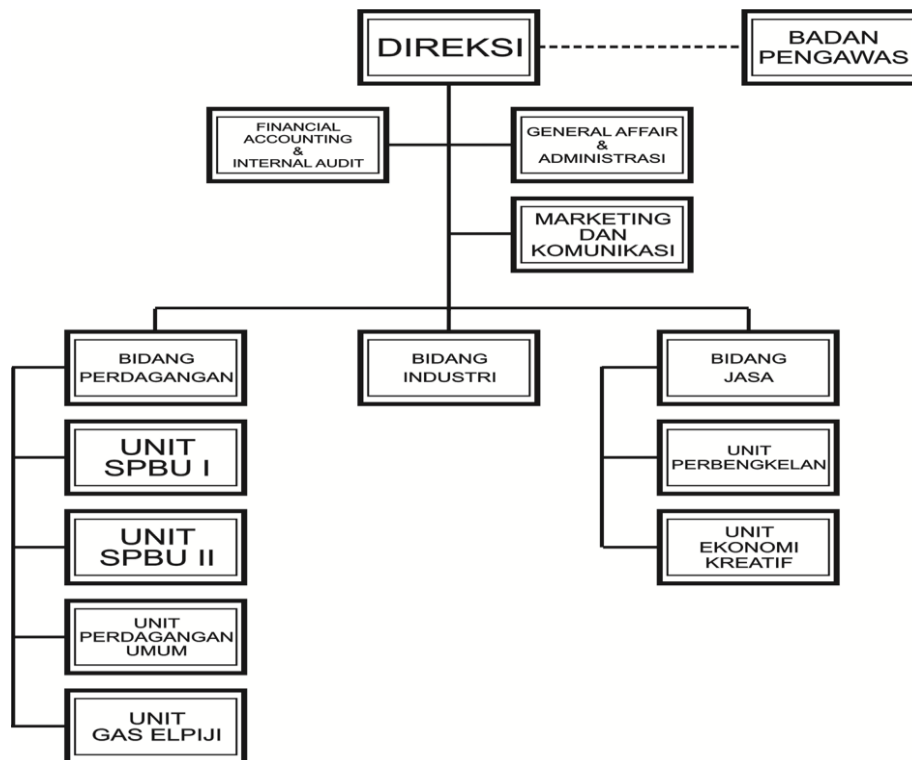 DIREKSI
BADAN
PENGAWAS
FINANCIAL
ACCOUNTING
&
INTERNAL AUDIT
GENERAL AFFAIR
&
ADMINISTRASI
MARKETING
DAN
KOMUNIKASI
BIDANG
PERDAGANGAN
BIDANG
INDUSTRI
BIDANG
JASA
UNIT
SPBU I
UNIT
PERBENGKELAN
UNIT
SPBU II
UNIT
EKONOMI
KREATIF
UNIT
PERDAGANGAN
UMUM
UNIT
GAS ELPIJI